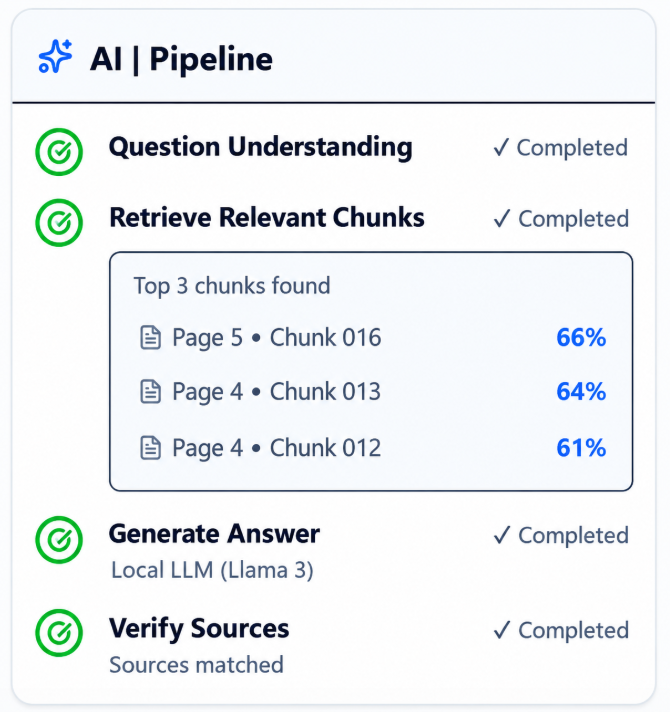 AI | Pipeline
Question Understanding ✓ Completed
Retrieve Relevant Chunks ✓ Completed
Top 3 chunks found
Page 5 • Chunk 016 66%
Page 4 • Chunk 013 64%
Page 4 • Chunk 012 61%
Generate Answer ✓ Completed
Local LLM (Llama 3)
Verify Sources ✓ Completed
Sources matched